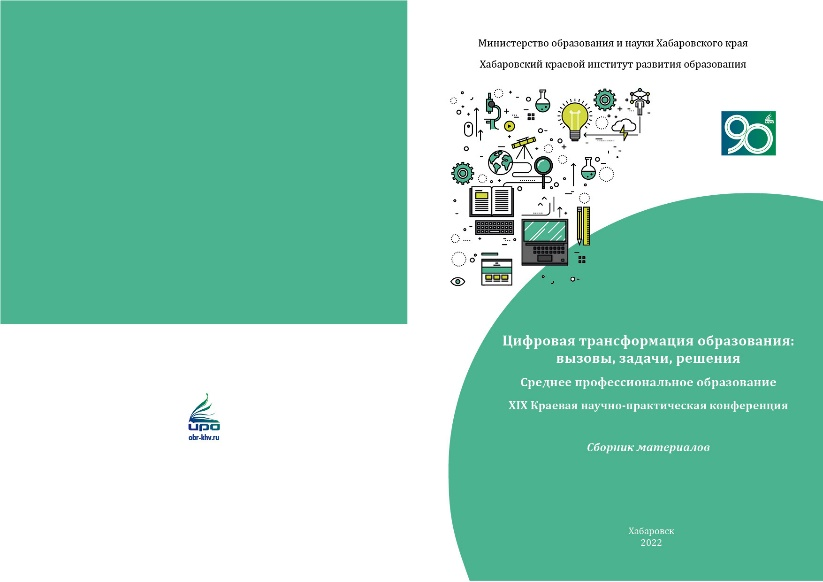 Министерство образования и науки Хабаровского края
Хабаровский краевой институт развития образования
90
Цифровая трансформация образования:
вызовы, задачи, решения
Среднее профессиональное образование
XIX Краевая научно-практическая конференция
Сборник материалов
Хабаровск
2022
ИРО
obr-khv.ru